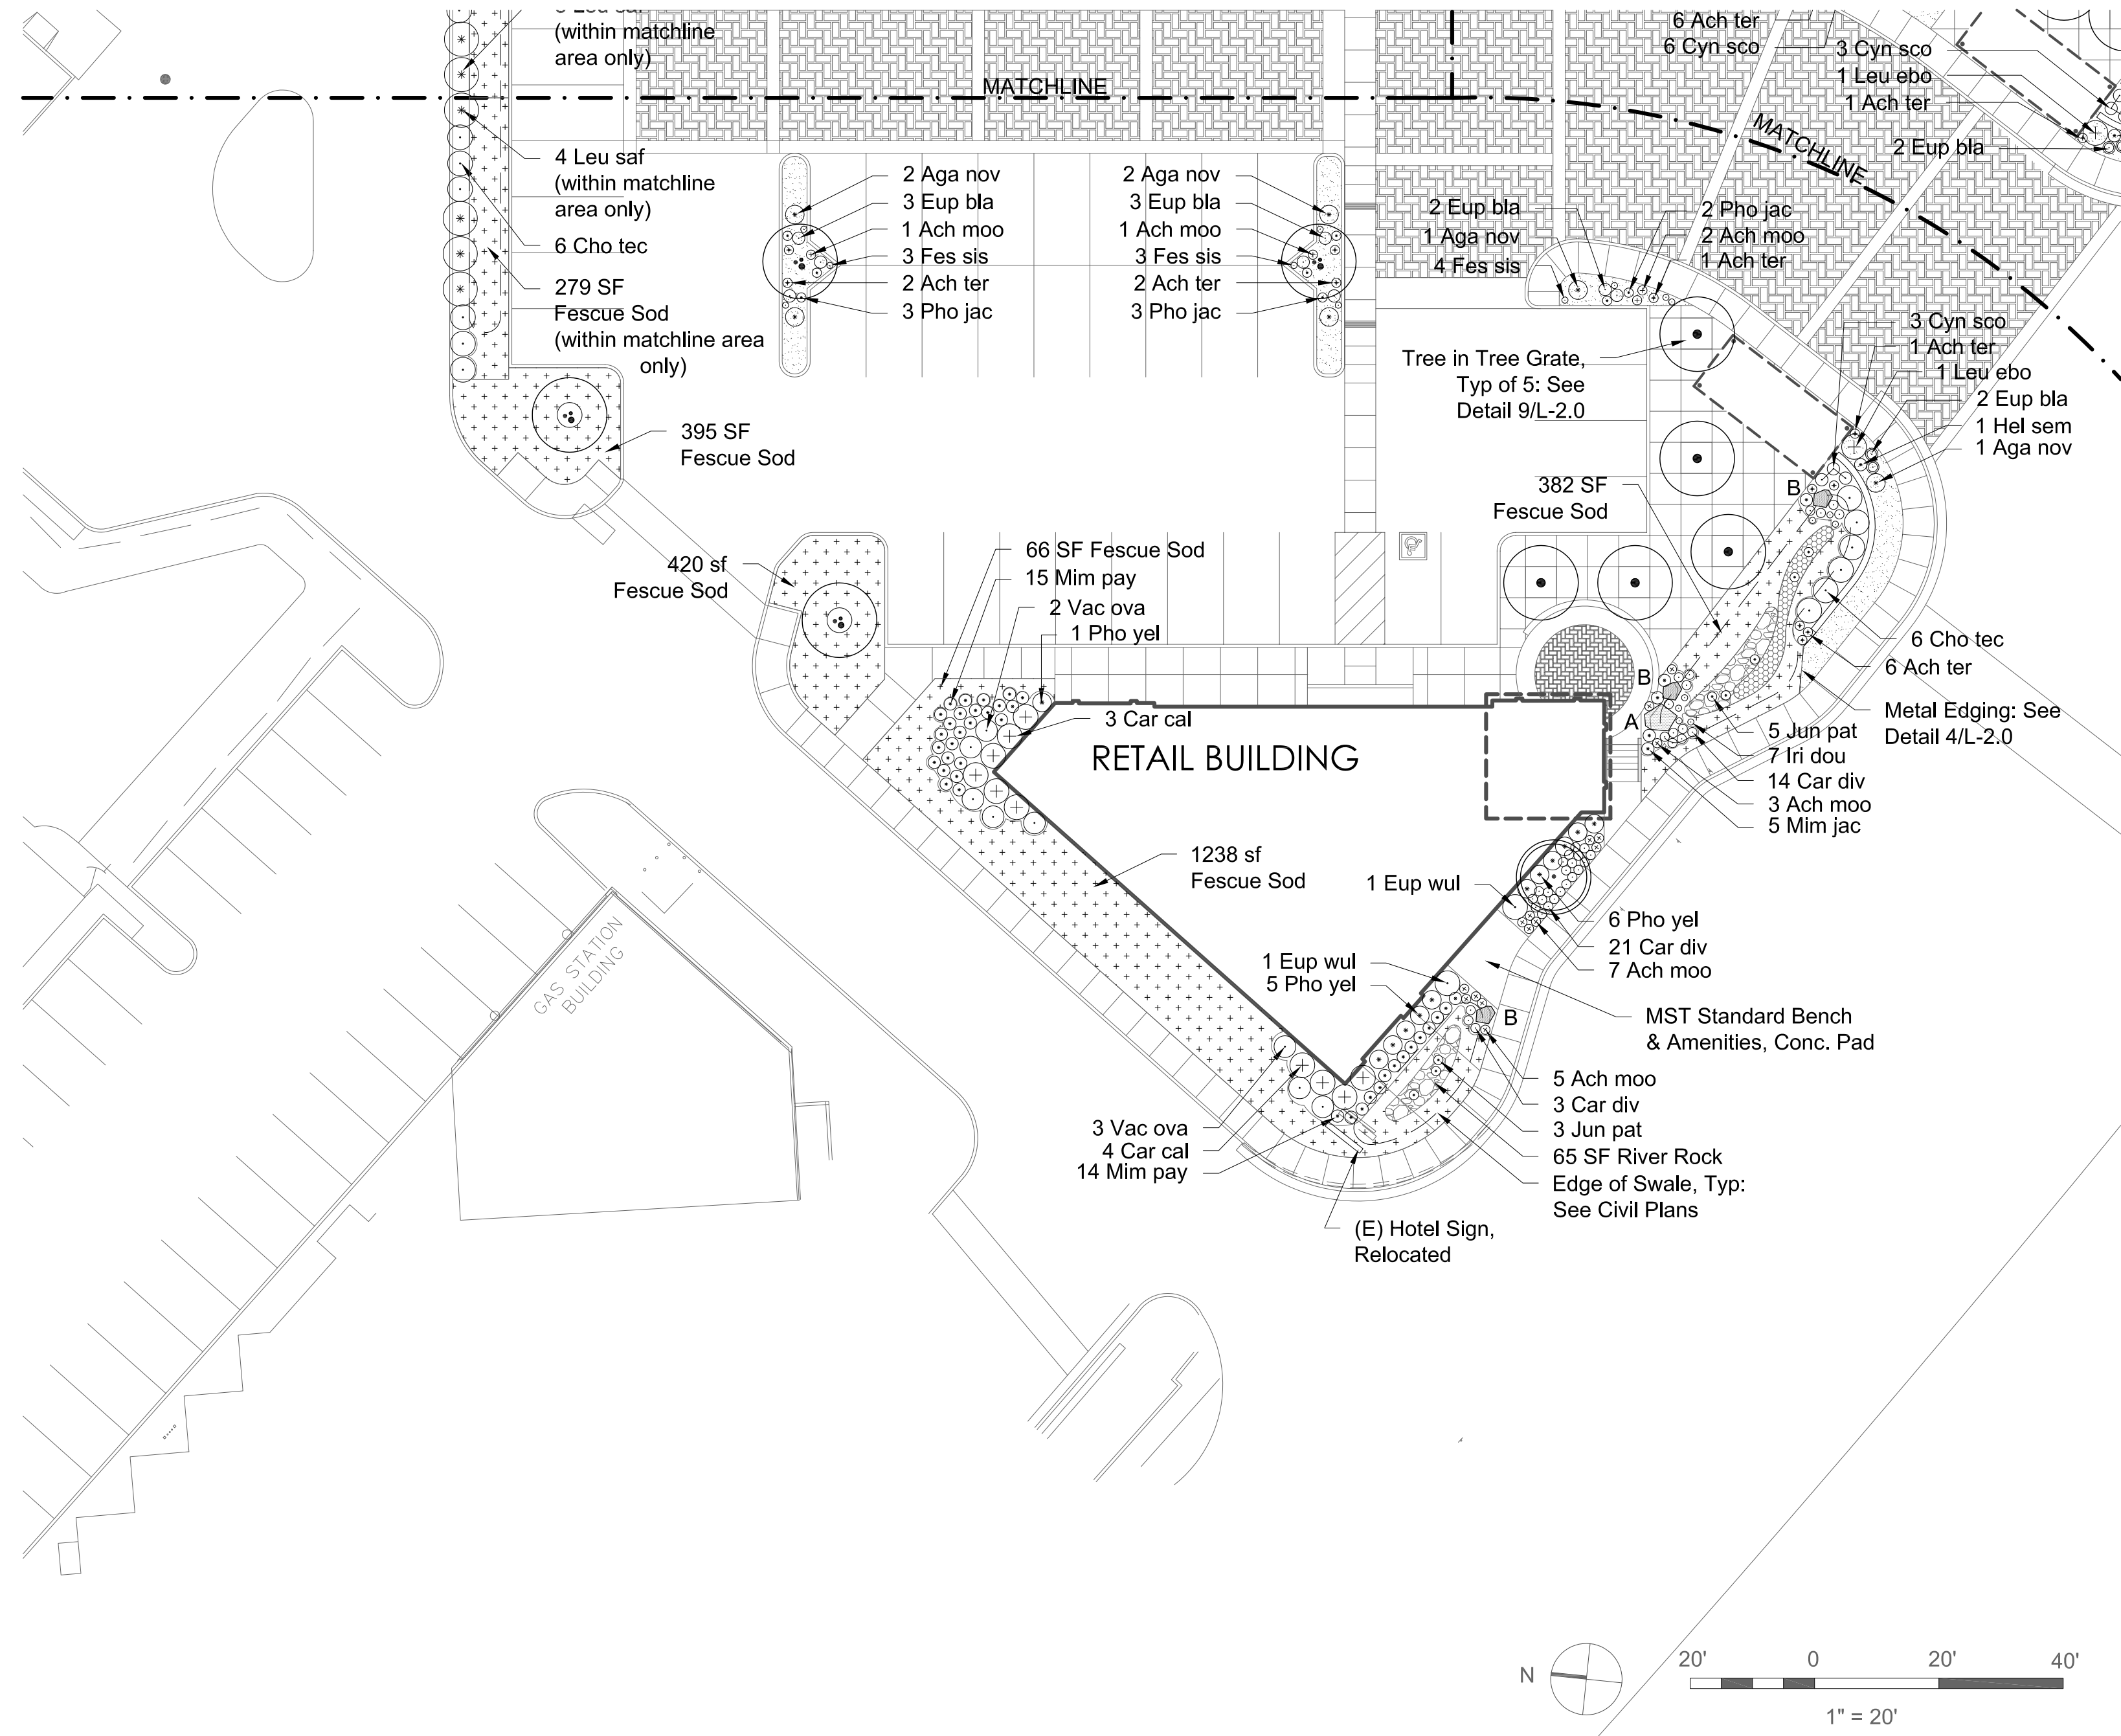 (within matchline
area only)
MATCHLINE
6 Ach ter
6 Cyn sco
3 Cyn sco
1 Leu ebo
1 Ach ter
2 Eup bla
MATCHLINE
4 Leu saf
(within matchline
area only)
6 Cho tec
279 SF
Fescue Sod
(within matchline area
only)
395 SF
Fescue Sod
2 Aga nov
3 Eup bla
1 Ach moo
3 Fes sis
2 Ach ter
3 Pho jac
2 Aga nov
3 Eup bla
1 Ach moo
3 Fes sis
2 Ach ter
3 Pho jac
2 Eup bla
1 Aga nov
4 Fes sis
2 Pho jac
2 Ach moo
1 Ach ter
Tree in Tree Grate,
Typ of 5: See
Detail 9/L-2.0
3 Cyn sco
1 Ach ter
1 Leu ebo
2 Eup bla
1 Hel sem
1 Aga nov
382 SF
Fescue Sod
B
420 sf
Fescue Sod
66 SF Fescue Sod
15 Mim pay
2 Vac ova
1 Pho yel
3 Car cal
RETAIL BUILDING
B
A
6 Cho tec
6 Ach ter
Metal Edging: See
Detail 4/L-2.0
5 Jun pat
7 Iri dou
14 Car div
3 Ach moo
5 Mim jac
1238 sf
Fescue Sod
1 Eup wul
6 Pho yel
21 Car div
7 Ach moo
1 Eup wul
5 Pho yel
B
MST Standard Bench
& Amenities, Conc. Pad
GAS STATION
BUILDING
5 Ach moo
3 Car div
3 Jun pat
65 SF River Rock
Edge of Swale, Typ:
See Civil Plans
3 Vac ova
4 Car cal
14 Mim pay
(E) Hotel Sign,
Relocated
N
20' 0 20' 40'
1" = 20'